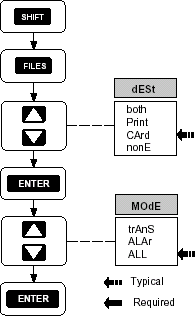 SHIFT
FILES
dESt
both
Print
CArd
nonE
ENTER
MOdE
trAnS
ALAr
ALL
Typical
ENTER
Required